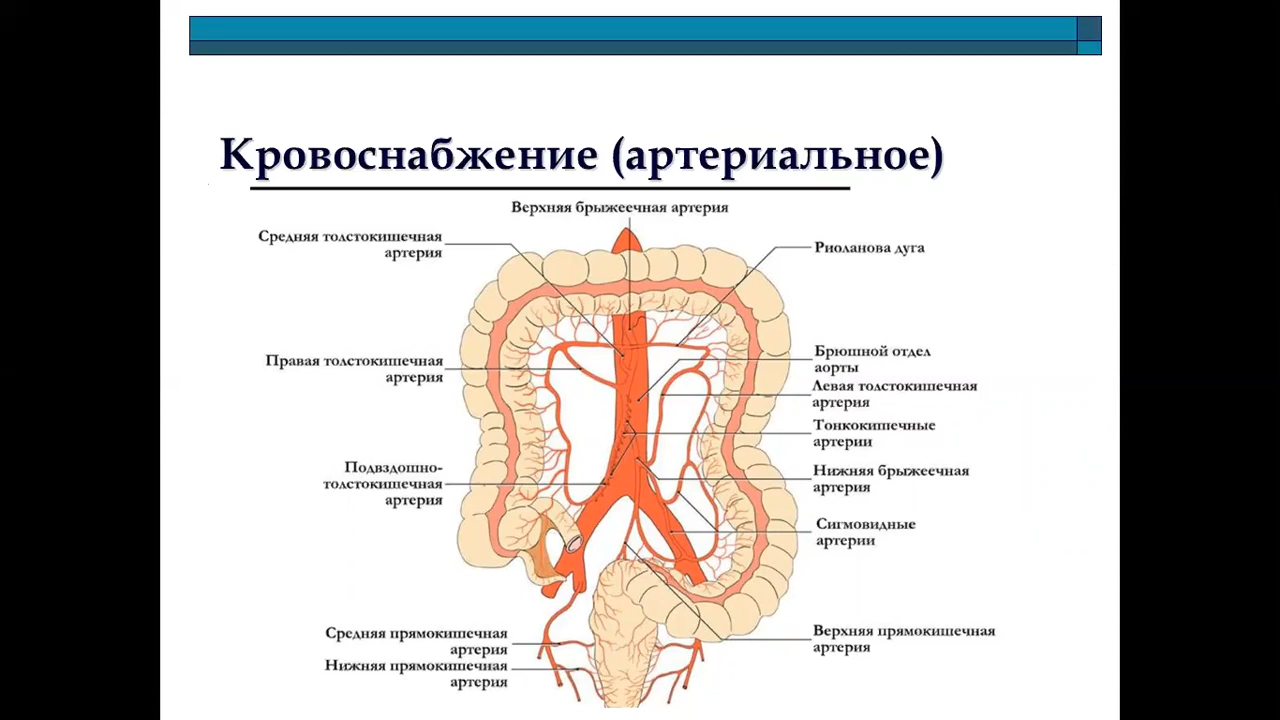 Кровоснабжение (артериальное)
Верхняя брыжеечная артерия
Средняя толстокишечная
артерия
Риоланова дуга
Правая толстокишечная
артерия
Брюшной отдел
аорты
Левая толстокишечная
артерия
Тонкокишечные
артерии
Подвздошно-
толстокишечная
артерия
Нижняя брыжеечная
артерия
Сигмовидные
артерии
Средняя прямокишечная
артерия
Нижняя прямокишечная
артерия
Верхняя прямокишечная
артерия